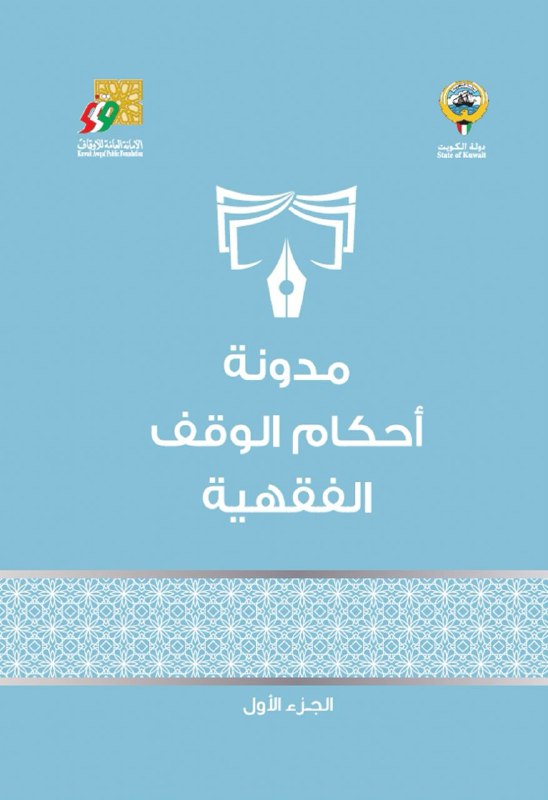 دولة الكويت
State of Kuwait
الأمانة العامة للأوقاف
Kuwait Awqaf Public Foundation
مدونة
أحكام الوقف
الفقهية
الجزء الأول